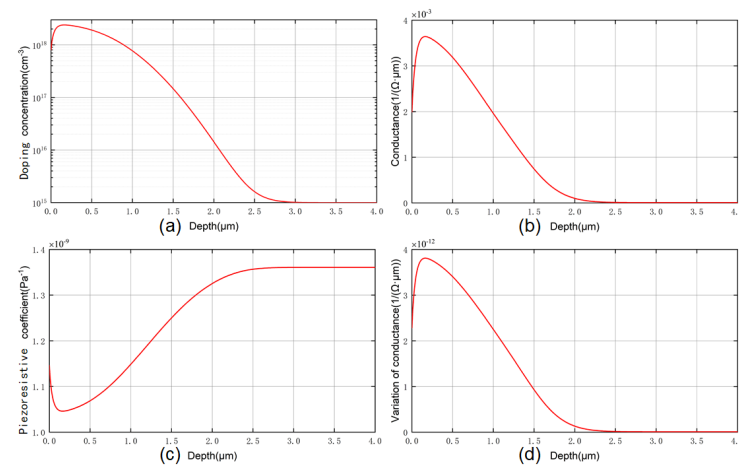 10¹⁸
10¹⁷
10¹⁶
10¹⁵
Doping concentration(cm⁻³)
0.0 0.5 1.0 1.5 2.0 2.5 3.0 3.5 4.0
(a) Depth(μm)
×10⁻³
4
3
2
1
0
Conductance(1/(Ω·μm))
0.0 0.5 1.0 1.5 2.0 2.5 3.0 3.5 4.
(b) Depth(μm)
1.4 ×10⁻⁹
1.3
1.2
1.1
1.0
Piezoresistive coefficient(Pa⁻¹)
0.0 0.5 1.0 1.5 2.0 2.5 3.0 3.5 4.0
(c) Depth(μm)
×10⁻¹²
4
3
2
1
0
Variation of conductance(1/(Ω·μm))
0.0 0.5 1.0 1.5 2.0 2.5 3.0 3.5 4.
(d) Depth(μm)